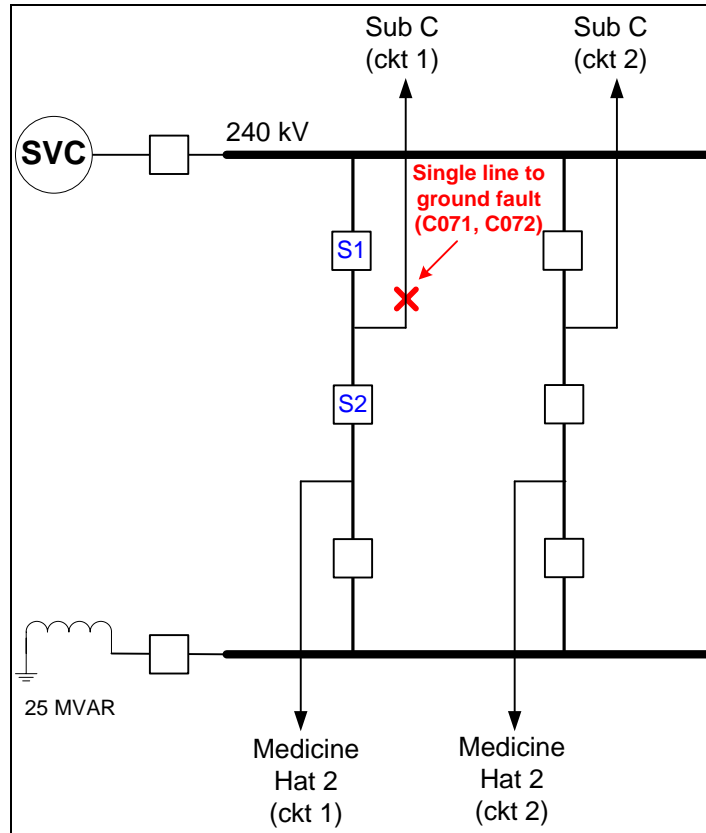 Sub C
(ckt 1)
Sub C
(ckt 2)
SVC
240 kV
Single line to
ground fault
(C071, C072)
S1
S2
25 MVAR
Medicine
Hat 2
(ckt 1)
Medicine
Hat 2
(ckt 2)